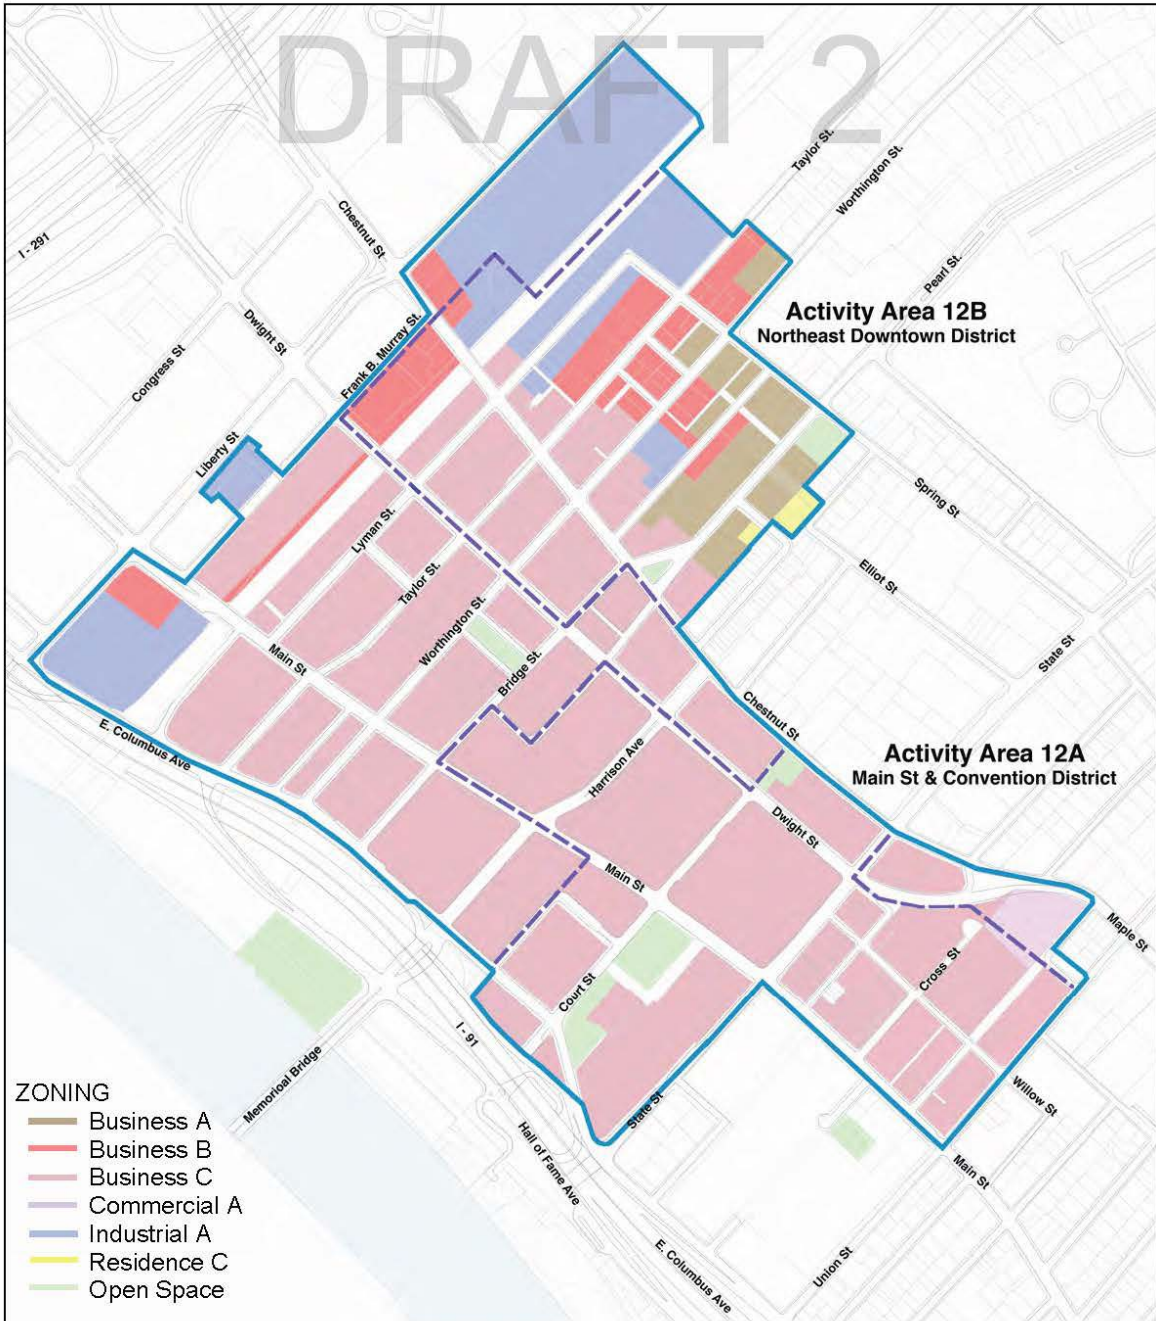 DRAFT 2
Taylor St.
Worthington St.
Chestnut St
I - 291
Pearl St.
Activity Area 12B
Northeast Downtown District
Dwight St
Frank B. Murray St.
Congress St
Liberty St
Spring St
Lyman St.
Taylor St.
Elliot St
Worthington St.
Main St
Bridge St.
State St
E. Columbus Ave
Chestnut St
Harrison Ave
Activity Area 12A
Main St & Convention District
Dwight St
Main St
Maple St
Cross St
Court St
I - 91
Memorioal Bridge
Willow St
State St
Hall of Fame Ave
Main St
Union St
E. Columbus Ave
ZONING
Business A
Business B
Business C
Commercial A
Industrial A
Residence C
Open Space